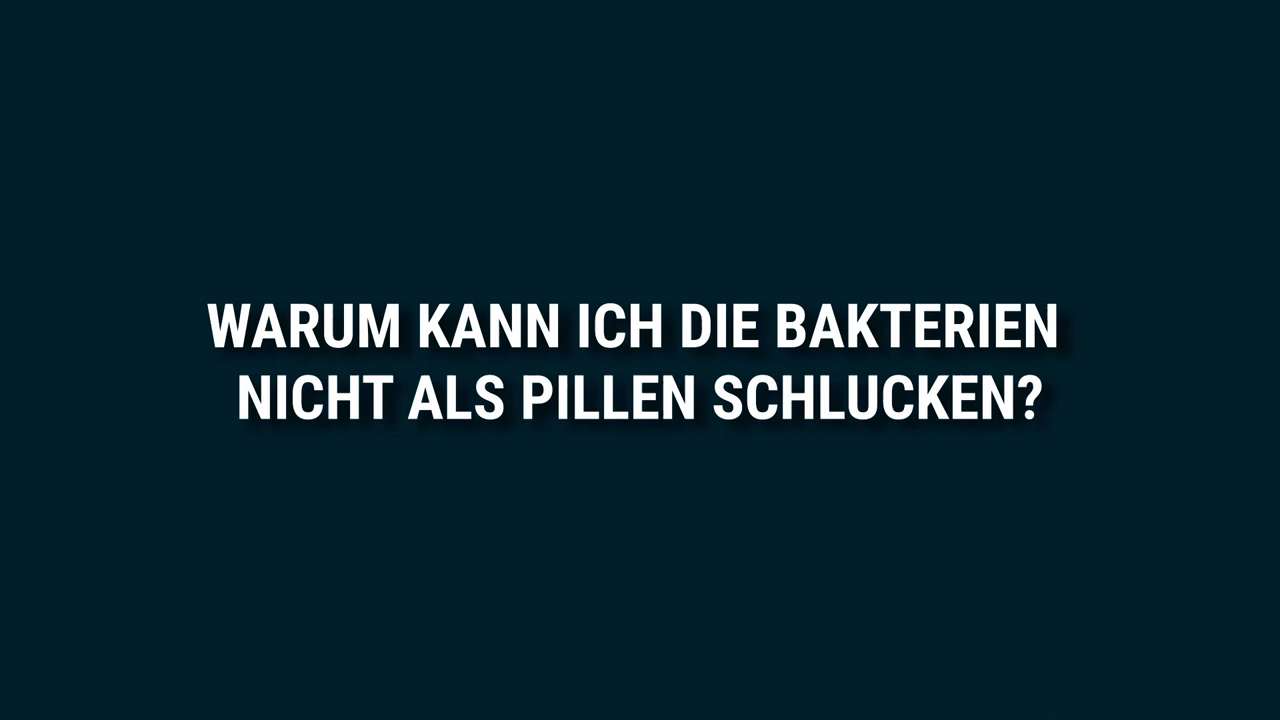 WARUM KANN ICH DIE BAKTERIEN
NICHT ALS PILLEN SCHLUCKEN?